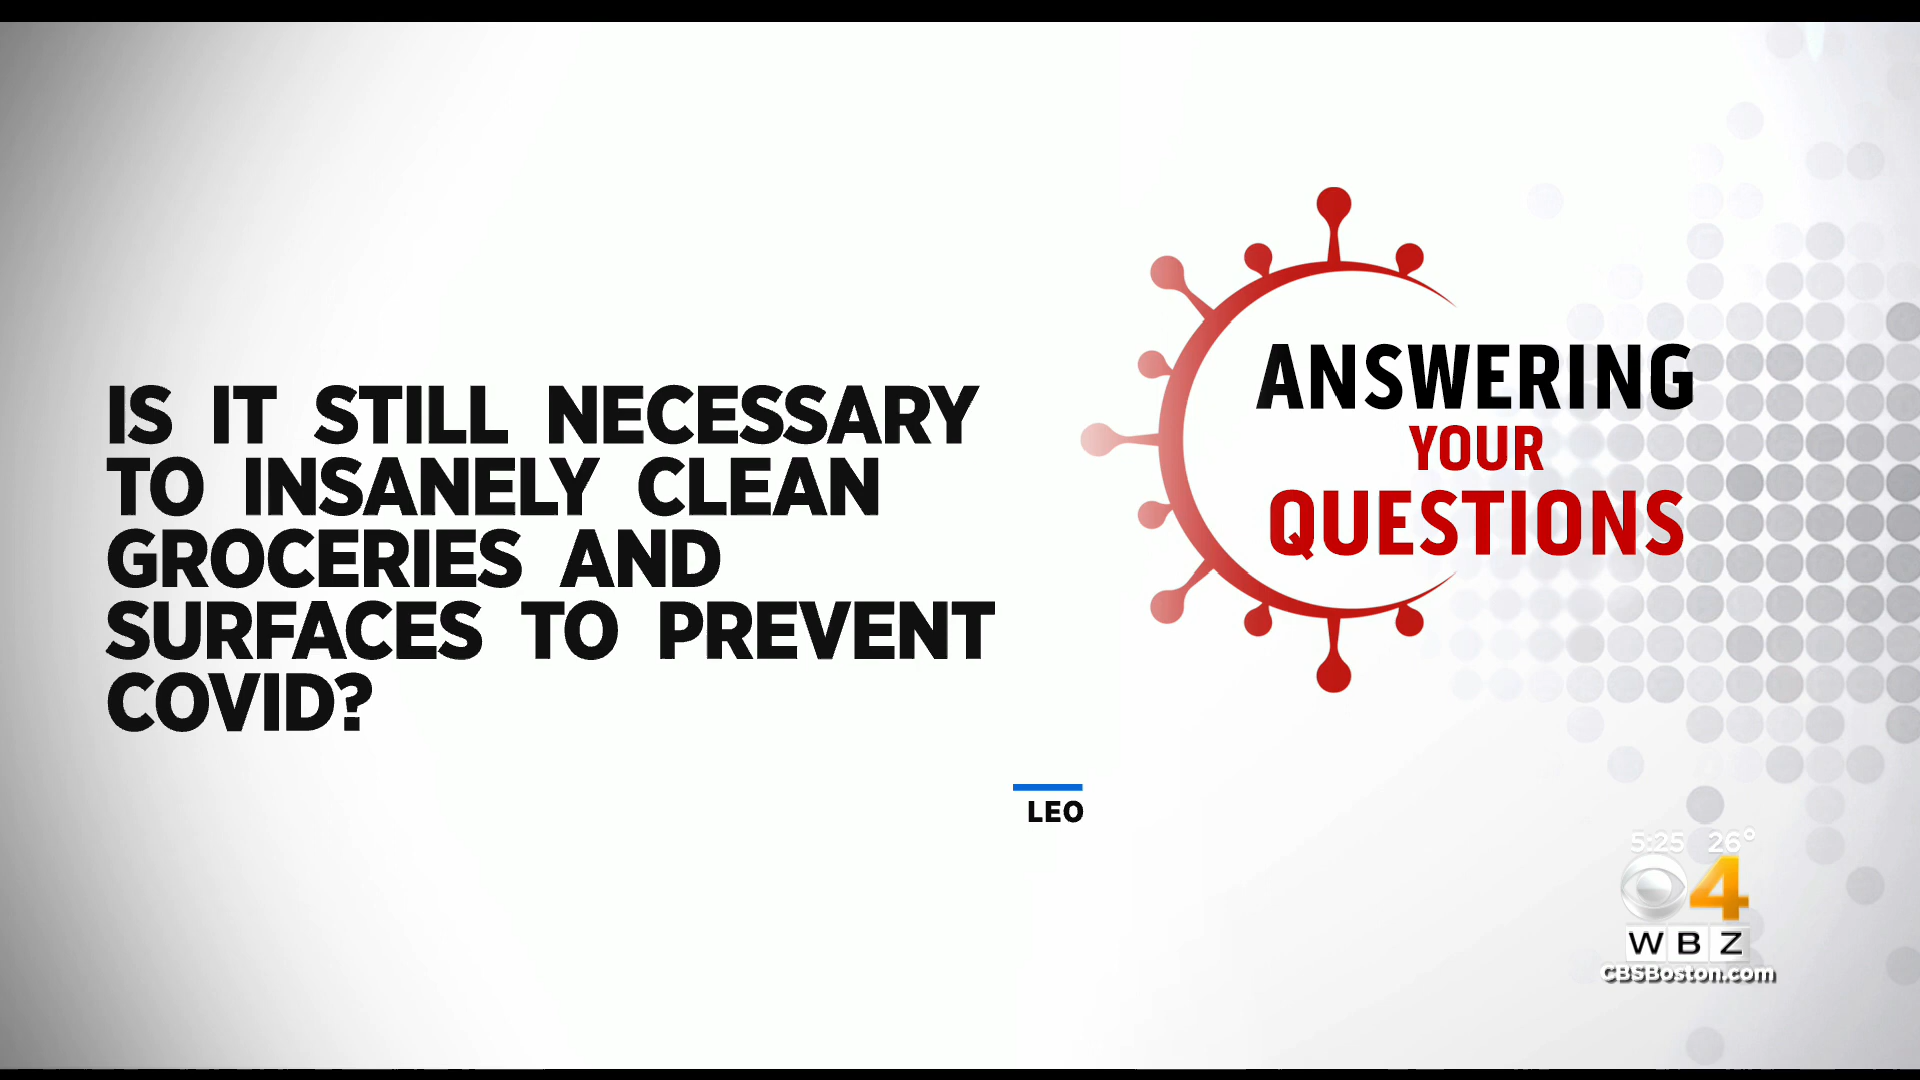 IS IT STILL NECESSARY
TO INSANELY CLEAN
GROCERIES AND
SURFACES TO PREVENT
COVID?
LEO
ANSWERING
YOUR
QUESTIONS
5:25 26°
4
WBZ
CBSBoston.com